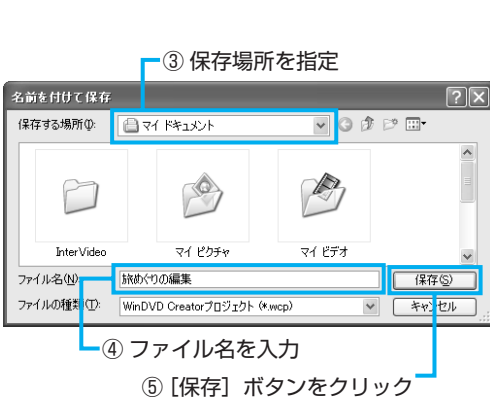 ③ 保存場所を指定
名前を付けて保存
保存する場所(I):
マイ ドキュメント
InterVideo
マイ ピクチャ
マイ ビデオ
ファイル名(N):
旅めぐりの編集
保存(S)
ファイルの種類(T):
WinDVD Creatorプロジェクト (*.wcp)
キャンセル
④ ファイル名を入力
⑤ [保存] ボタンをクリック